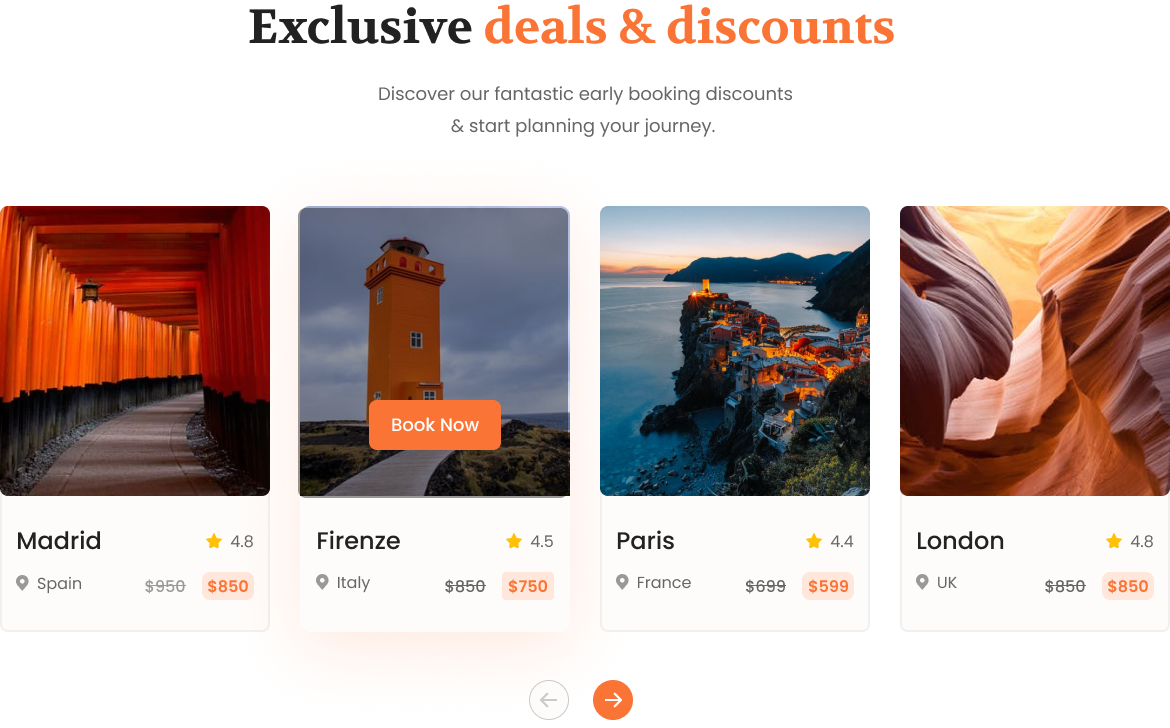 Exclusive deals & discounts
Discover our fantastic early booking discounts
& start planning your journey.
Book Now
Madrid 4.8
Spain $950 $850
Firenze 4.5
Italy $850 $750
Paris 4.4
France $699 $599
London 4.8
UK $850 $850